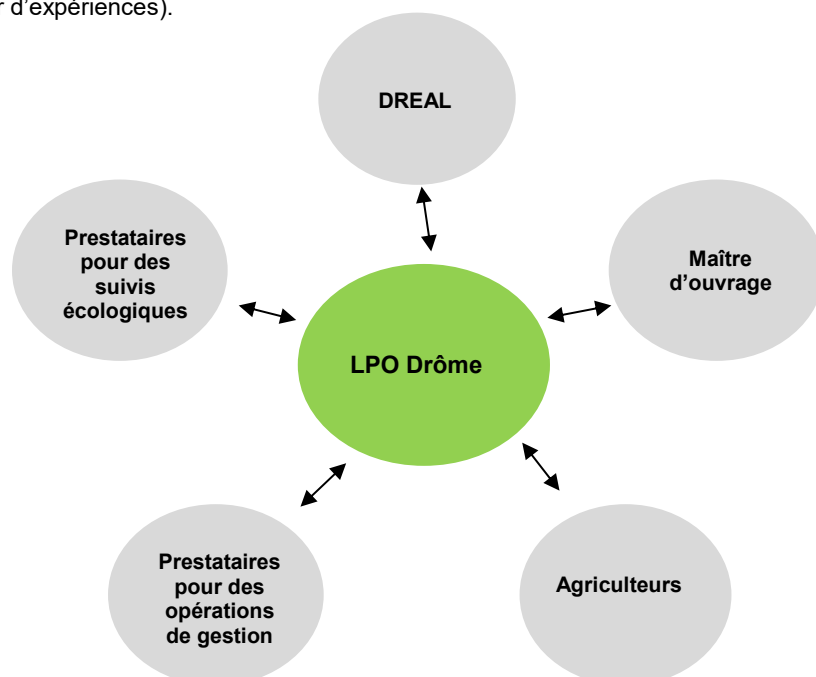 r d’expériences).
DREAL
Prestataires
pour des
suivis
écologiques
Maître
d’ouvrage
LPO Drôme
Prestataires
pour des
opérations
de gestion
Agriculteurs